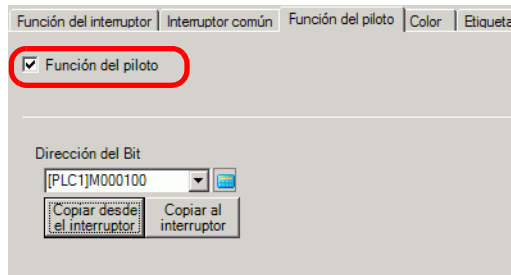 Función del interruptor Interruptor común Función del piloto Color Etiqueta
Función del piloto
Dirección del Bit
[PLC1]M000100
Copiar desde Copiar al
el interruptor interruptor